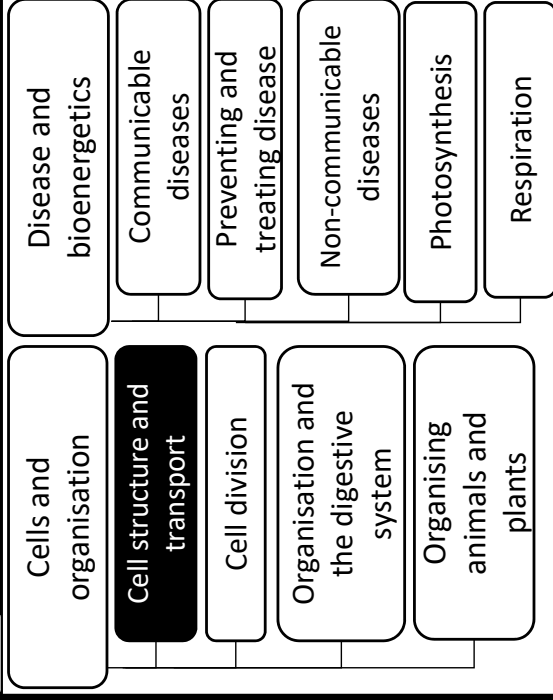 Cells and
organisation
Cell structure and
transport
Cell division
Organisation and
the digestive
system
Organising
animals and
plants
Disease and
bioenergetics
Communicable
diseases
Preventing and
treating disease
Non-communicable
diseases
Photosynthesis
Respiration